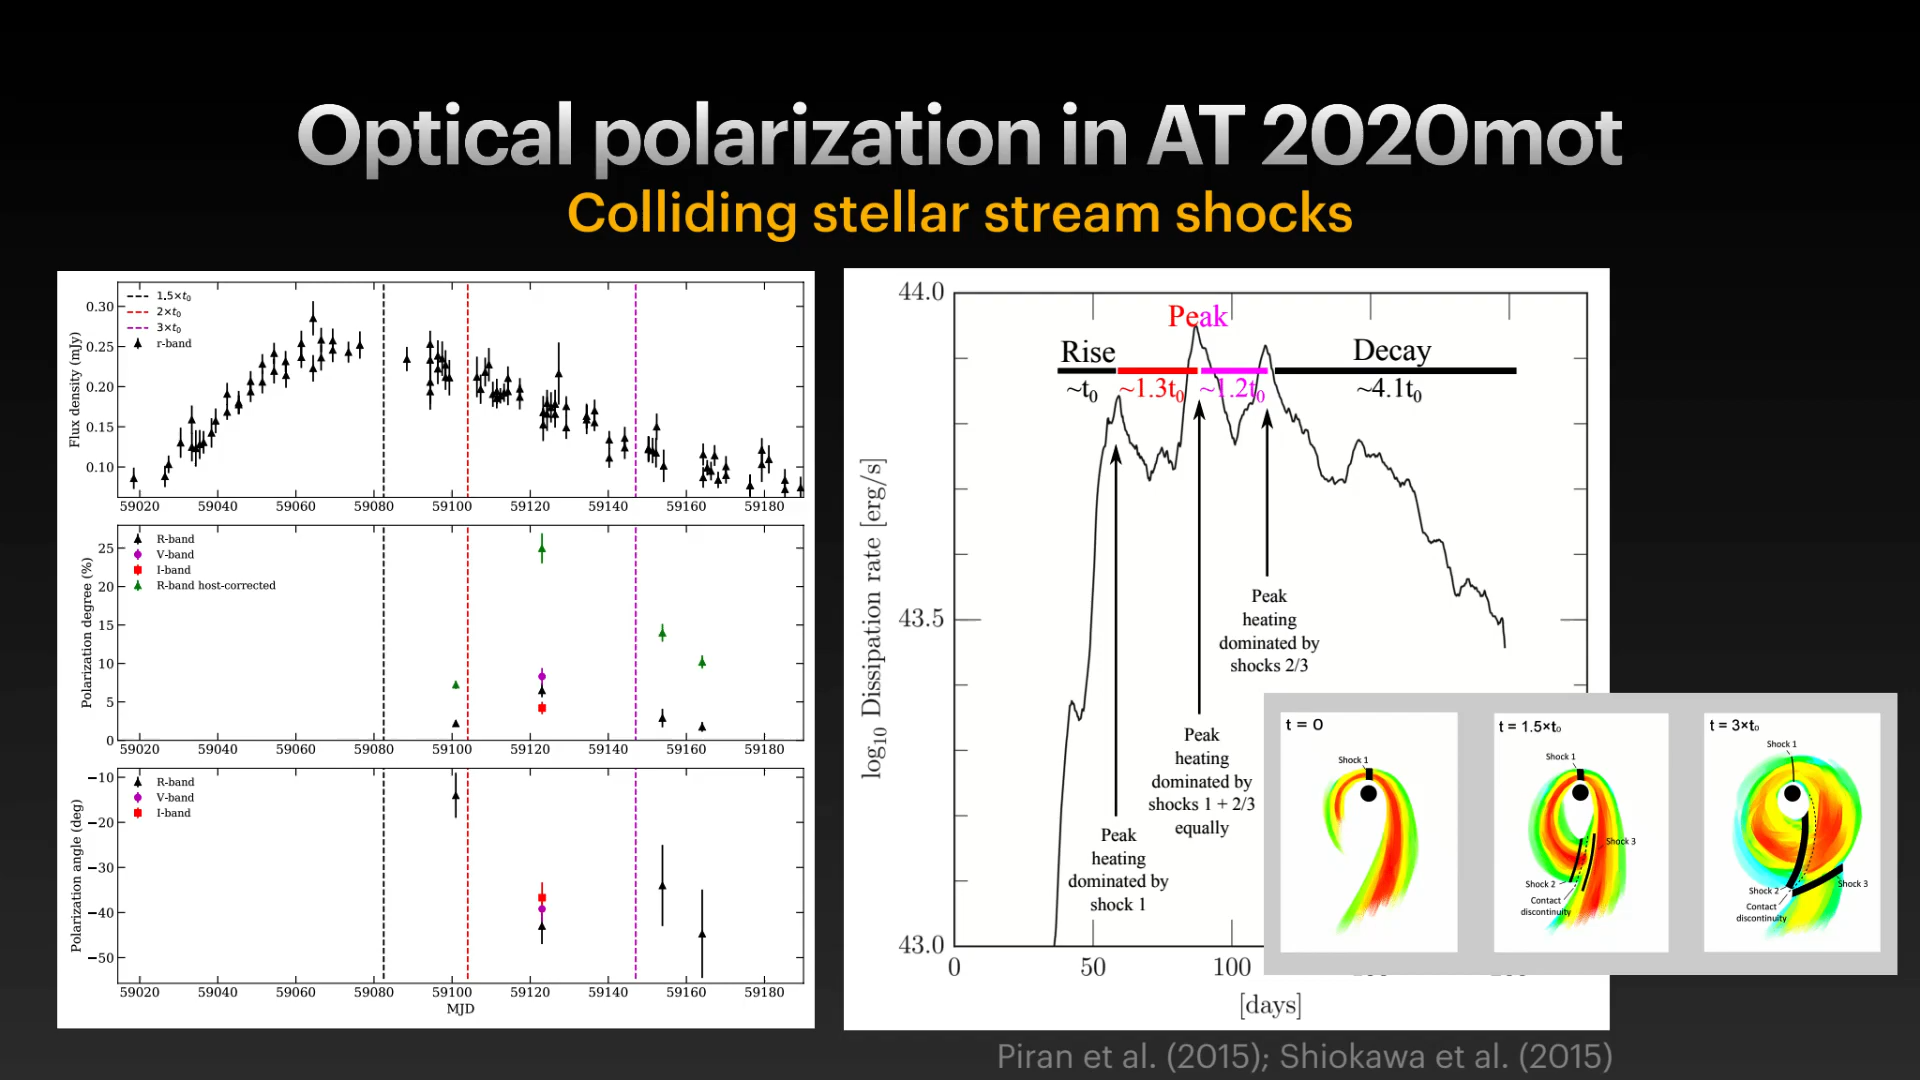 Optical polarization in AT 2020mot
Colliding stellar stream shocks
1.5×t₀
2×t₀
3×t₀
r-band
Flux density (mJy)
0.30
0.25
0.20
0.15
0.10
59020 59040 59060 59080 59100 59120 59140 59160 59180
R-band
V-band
I-band
R-band host-corrected
Polarization degree (%)
25
20
15
10
5
0
59020 59040 59060 59080 59100 59120 59140 59160 59180
R-band
V-band
I-band
Polarization angle (deg)
−10
−20
−30
−40
−50
59020 59040 59060 59080 59100 59120 59140 59160 59180
MJD
44.0
43.5
43.0
log₁₀ Dissipation rate [erg/s]
Peak
Rise
Decay
~t₀
~1.3t₀
~1.2t₀
~4.1t₀
Peak
heating
dominated by
shocks 2/3
Peak
heating
dominated by
shocks 1 + 2/3
equally
Peak
heating
dominated by
shock 1
0 50 100
[days]
t = 0
Shock 1
t = 1.5×t₀
Shock 1
Shock 3
Shock 2
Contact
discontinuity
t = 3×t₀
Shock 1
Shock 2
Shock 3
Contact
discontinuity
Piran et al. (2015); Shiokawa et al. (2015)